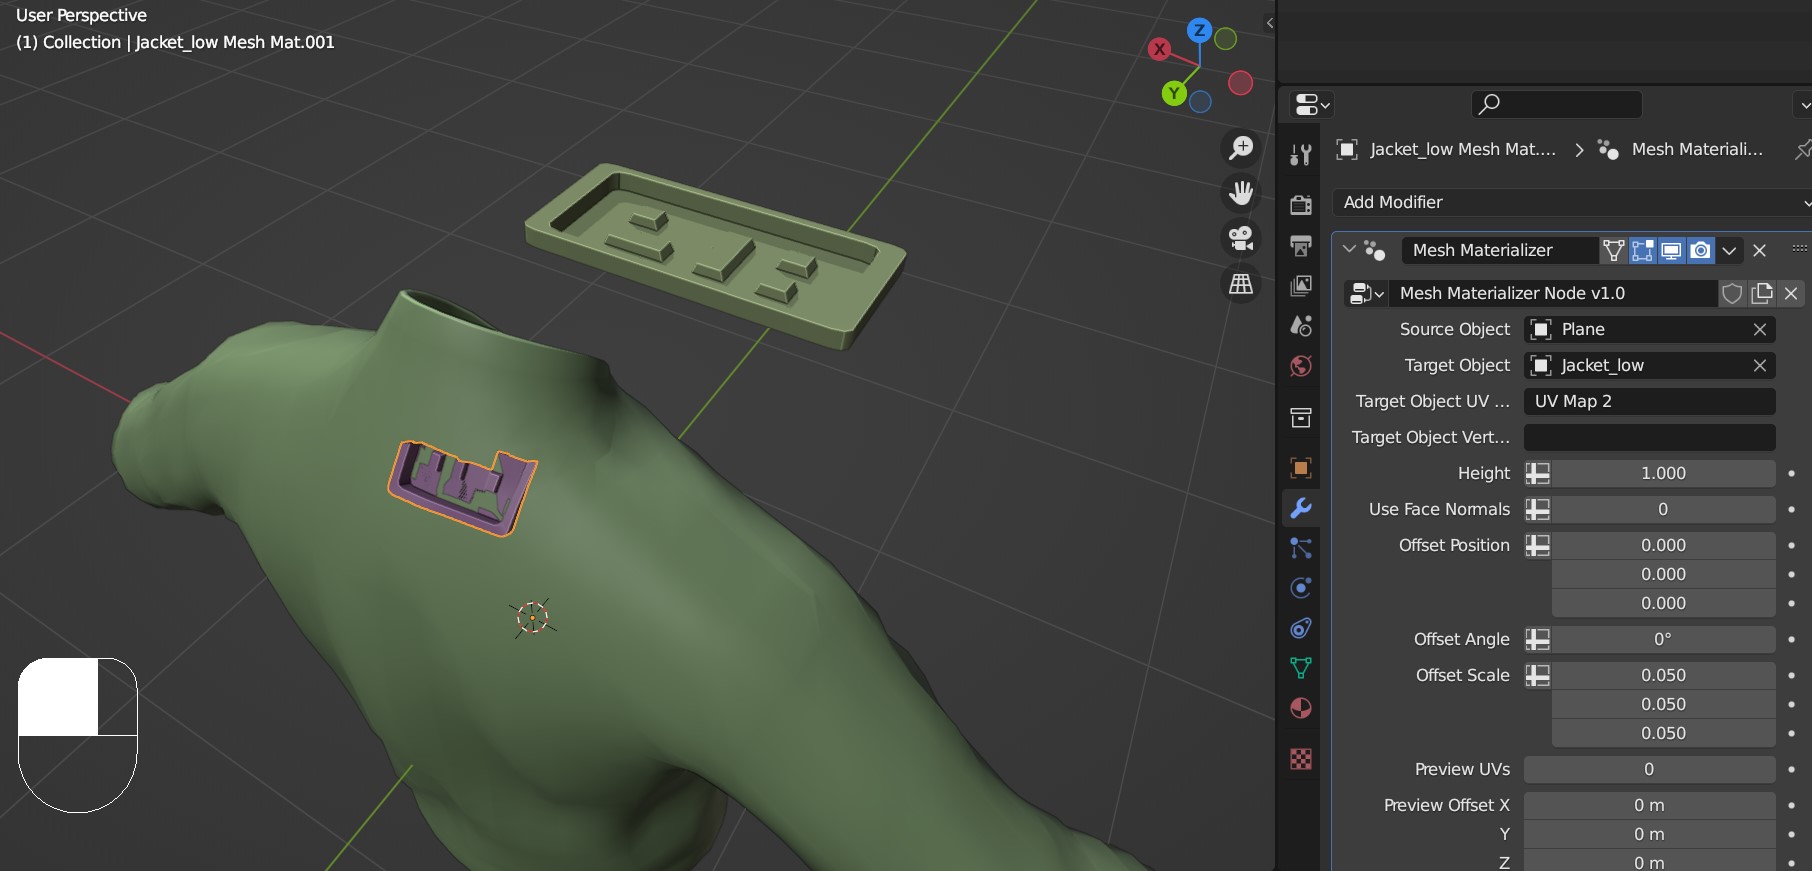 User Perspective
(1) Collection | Jacket_low Mesh Mat.001
Z
X
Y
Jacket_low Mesh Mat.... > Mesh Materiali...
Add Modifier
Mesh Materializer
Mesh Materializer Node v1.0
Source Object Plane
Target Object Jacket_low
Target Object UV ... UV Map 2
Target Object Vert...
Height 1.000
Use Face Normals 0
Offset Position 0.000
0.000
0.000
Offset Angle 0°
Offset Scale 0.050
0.050
0.050
Preview UVs 0
Preview Offset X 0 m
Y 0 m
Z 0 m